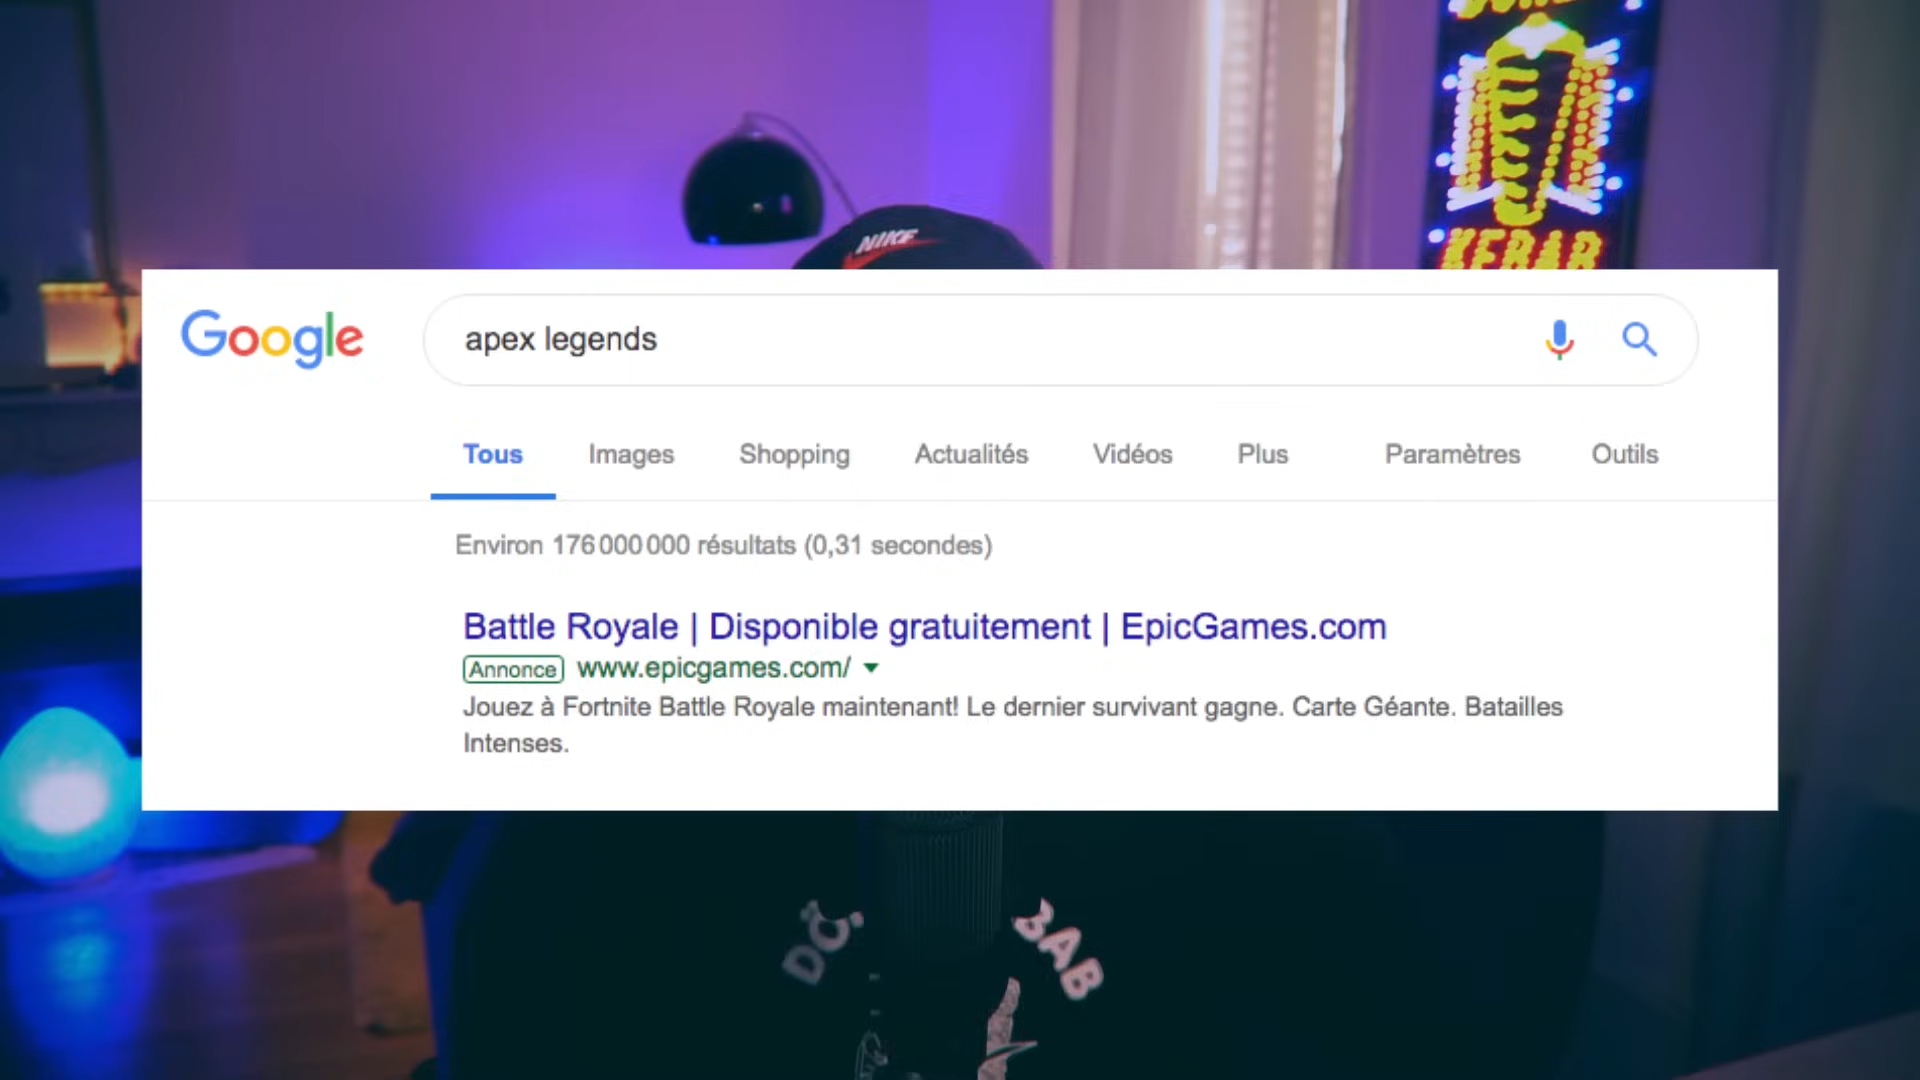 NIKE
KEBAB
Google
apex legends
Tous Images Shopping Actualités Vidéos Plus Paramètres Outils
Environ 176 000 000 résultats (0,31 secondes)
Battle Royale | Disponible gratuitement | EpicGames.com
Annonce www.epicgames.com/
Jouez à Fortnite Battle Royale maintenant! Le dernier survivant gagne. Carte Géante. Batailles
Intenses.
BAB